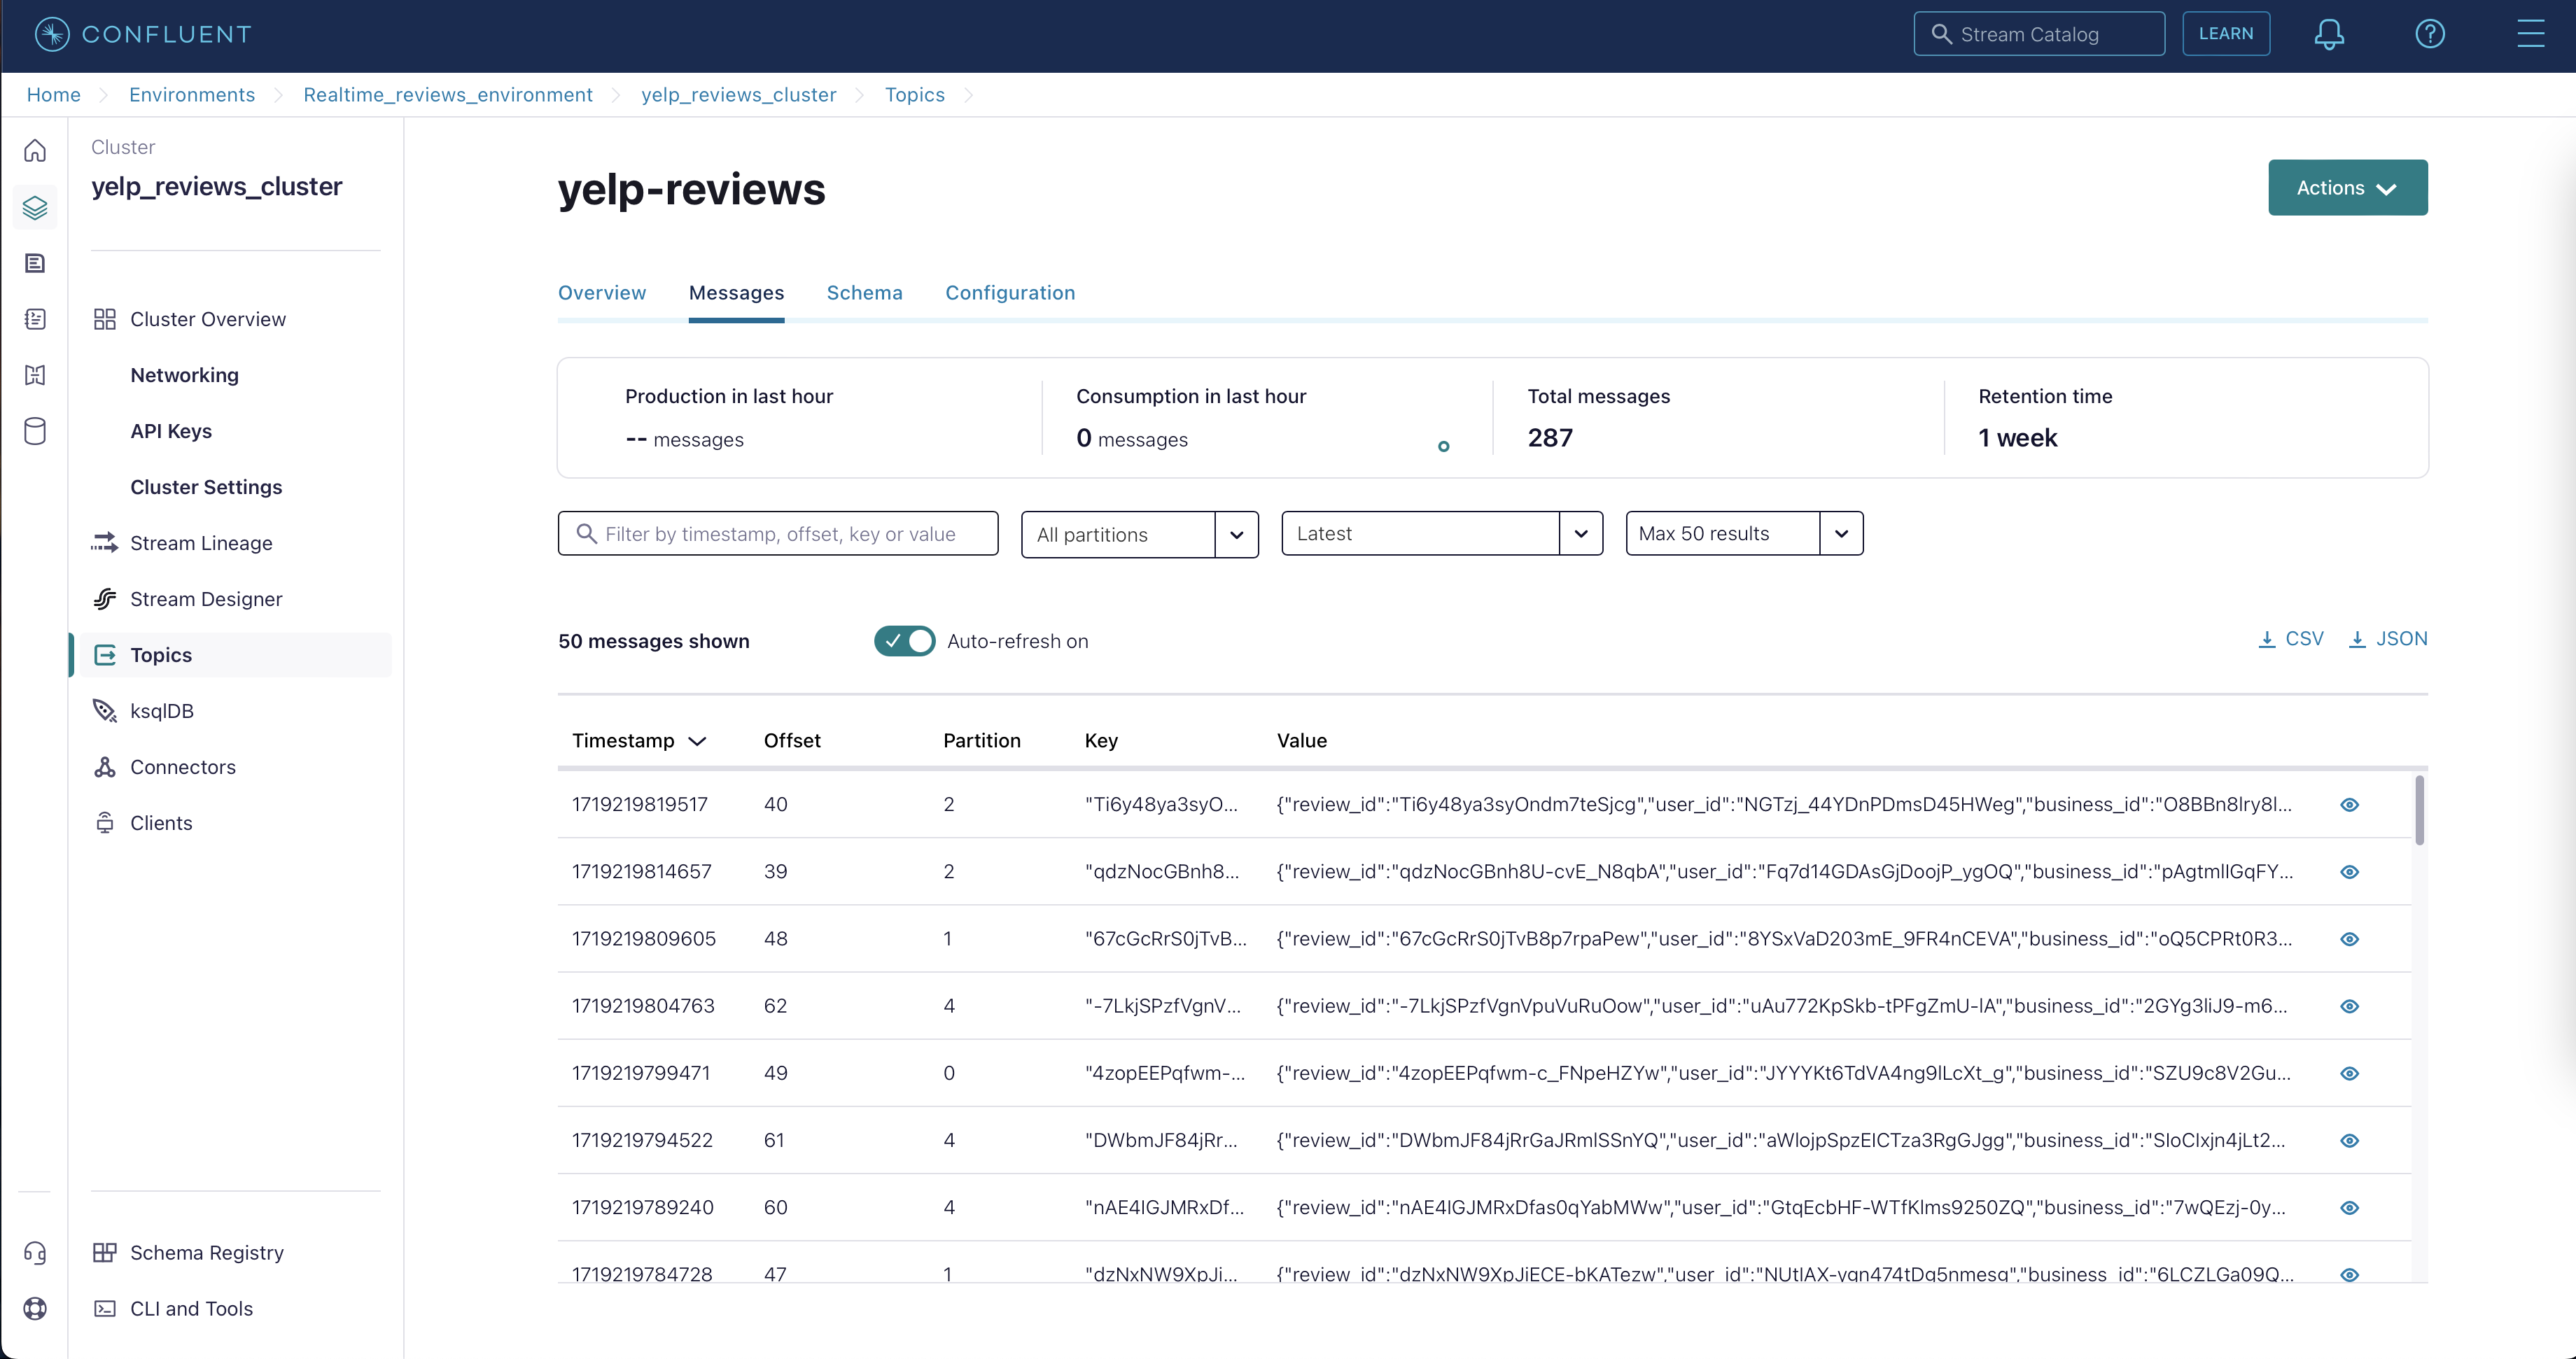 CONFLUENT
Stream Catalog
LEARN
Home Environments Realtime_reviews_environment yelp_reviews_cluster Topics
Cluster
yelp_reviews_cluster
Cluster Overview
Networking
API Keys
Cluster Settings
Stream Lineage
Stream Designer
Topics
ksqlDB
Connectors
Clients
Schema Registry
CLI and Tools
yelp-reviews
Actions
Overview Messages Schema Configuration
Production in last hour
-- messages
Consumption in last hour
0 messages
Total messages
287
Retention time
1 week
Filter by timestamp, offset, key or value
All partitions
Latest
Max 50 results
50 messages shown
Auto-refresh on
CSV JSON
Timestamp Offset Partition Key Value
1719219819517 40 2 "Ti6y48ya3syO... {"review_id":"Ti6y48ya3syOndm7teSjcg","user_id":"NGTzj_44YDnPDmsD45HWeg","business_id":"O8BBn8lry8l...
1719219814657 39 2 "qdzNocGBnh8... {"review_id":"qdzNocGBnh8U-cvE_N8qbA","user_id":"Fq7d14GDAsGjDoojP_ygOQ","business_id":"pAgtmlIGqFY...
1719219809605 48 1 "67cGcRrS0jTvB... {"review_id":"67cGcRrS0jTvB8p7rpaPew","user_id":"8YSxVaD203mE_9FR4nCEVA","business_id":"oQ5CPRt0R3...
1719219804763 62 4 "-7LkjSPzfVgnV... {"review_id":"-7LkjSPzfVgnVpuVuRuOow","user_id":"uAu772KpSkb-tPFgZmU-lA","business_id":"2GYg3liJ9-m6...
1719219799471 49 0 "4zopEEPqfwm-... {"review_id":"4zopEEPqfwm-c_FNpeHZYw","user_id":"JYYYKt6TdVA4ng9lLcXt_g","business_id":"SZU9c8V2Gu...
1719219794522 61 4 "DWbmJF84jRr... {"review_id":"DWbmJF84jRrGaJRmlSSnYQ","user_id":"aWlojpSpzEICTza3RgGJgg","business_id":"SIoCIxjn4jLt2...
1719219789240 60 4 "nAE4IGJMRxDf... {"review_id":"nAE4IGJMRxDfas0qYabMWw","user_id":"GtqEcbHF-WTfKlms9250ZQ","business_id":"7wQEzj-0y...
1719219784728 47 1 "dzNxNW9XpJi... {"review_id":"dzNxNW9XpJiECE-bKATezw","user_id":"NUtlAX-ygn474tDq5nmesg","business_id":"6LCZLGa09Q...